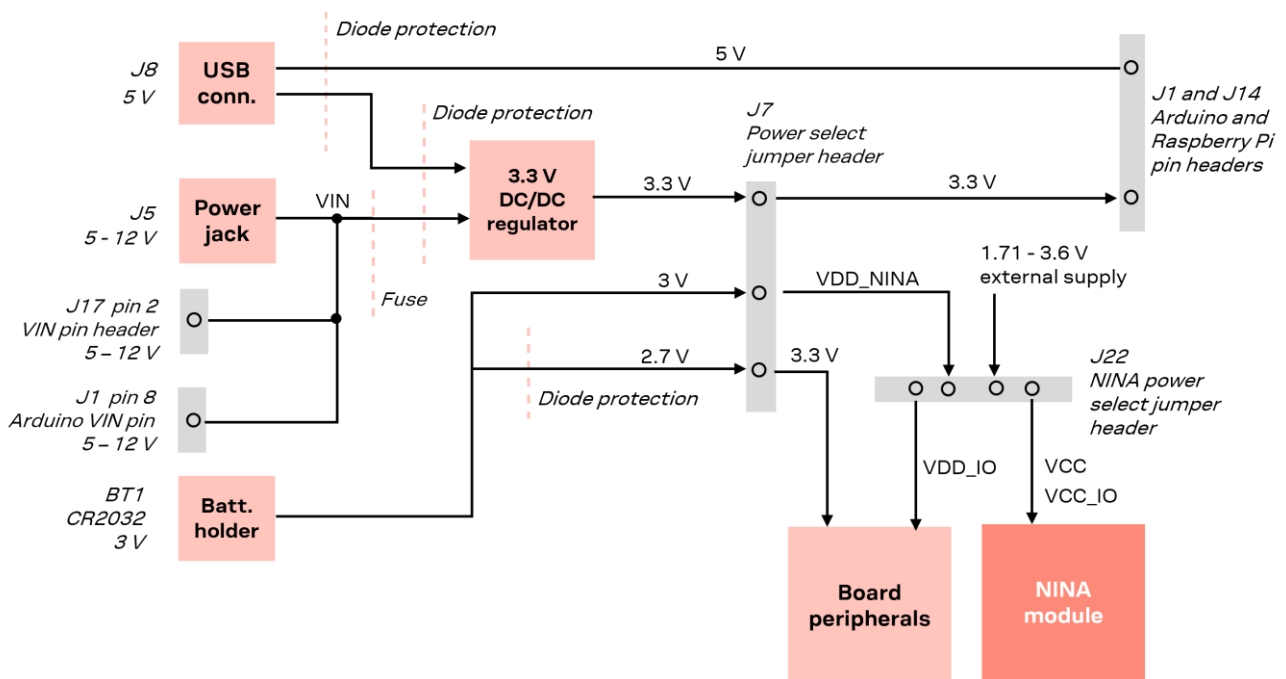 Diode protection
J8
5 V
USB
conn.
5 V
J1 and J14
Arduino and
Raspberry Pi
pin headers
Diode protection
J7
Power select
jumper header
J5
5 - 12 V
Power
jack
VIN
3.3 V
DC/DC
regulator
3.3 V
3.3 V
J17 pin 2
VIN pin header
5 – 12 V
Fuse
3 V
VDD_NINA
1.71 - 3.6 V
external supply
J1 pin 8
Arduino VIN pin
5 – 12 V
2.7 V
Diode protection
3.3 V
J22
NINA power
select jumper
header
BT1
CR2032
3 V
Batt.
holder
VDD_IO
VCC
VCC_IO
Board
peripherals
NINA
module